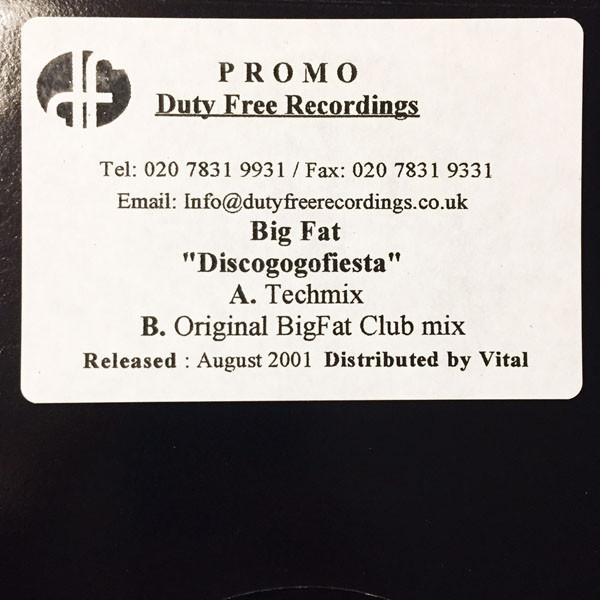 df
PROMO
Duty Free Recordings
Tel: 020 7831 9931 / Fax: 020 7831 9331
Email: Info@dutyfreerecordings.co.uk
Big Fat
"Discogogofiesta"
A. Techmix
B. Original BigFat Club mix
Released : August 2001 Distributed by Vital